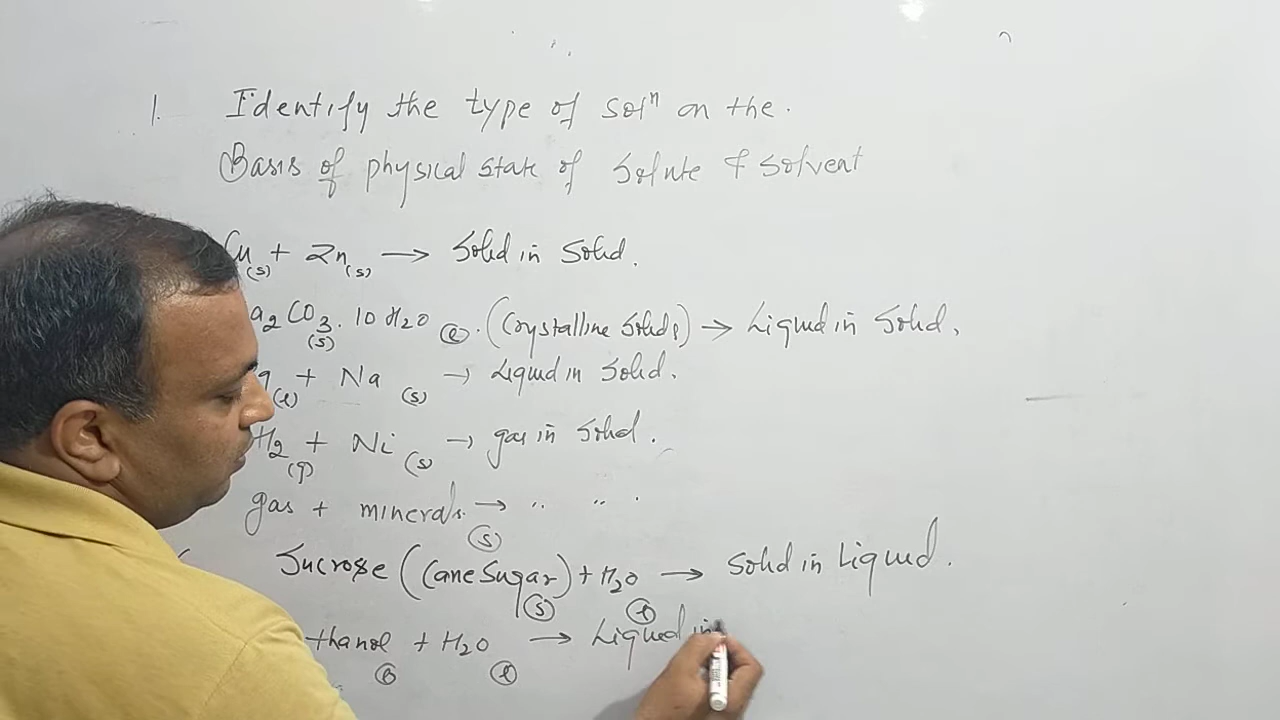 1. Identify the type of Solⁿ on the.
Basis of physical state of Solute & Solvent
Cu(s) + Zn(s) → Solid in Solid.
a₂CO₃(s).10H₂O (l). (Crystalline Solids) → Liquid in Solid.
g(l) + Na (s) → Liquid in Solid.
H₂(g) + Ni (s) → gas in Solid.
gas + minerals (s) → " " .
Sucrose (Cane Sugar)(s) + H₂O (l) → Solid in Liquid.
thanol (l) + H₂O (l) → Liquid in